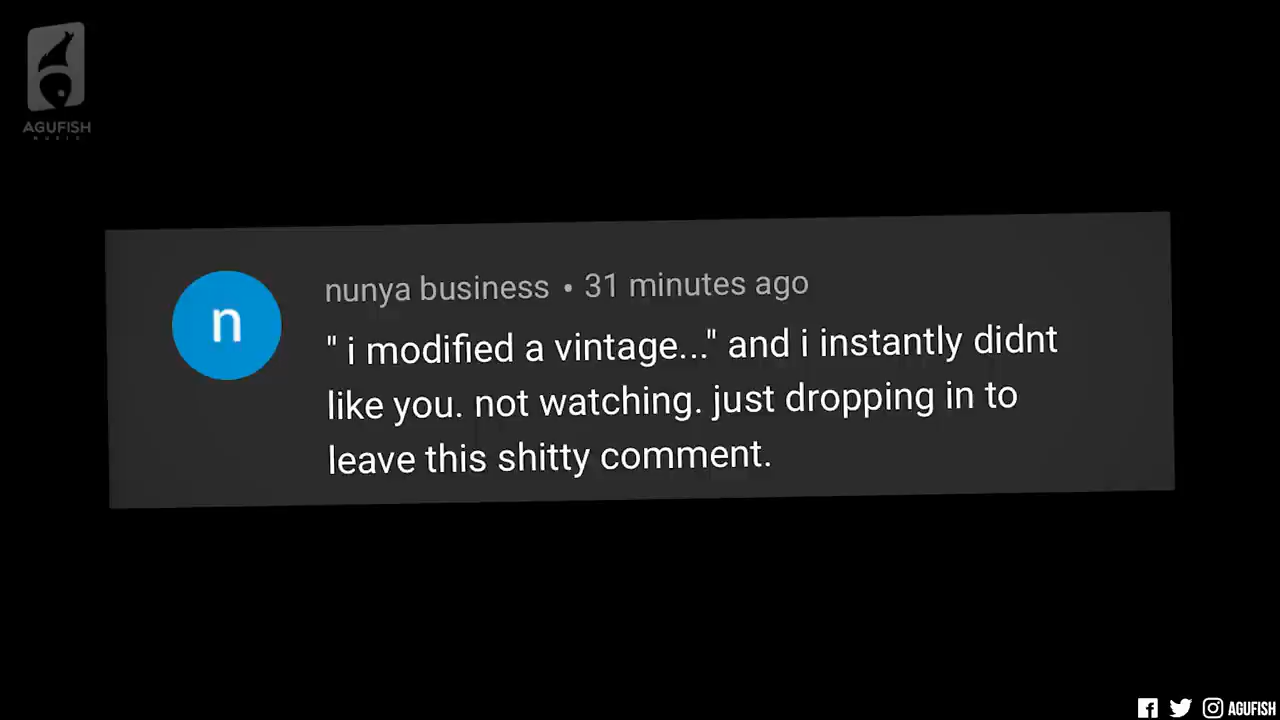 AGUFISH
MUSIC
nunya business • 31 minutes ago
n
" i modified a vintage..." and i instantly didnt
like you. not watching. just dropping in to
leave this shitty comment.
AGUFISH